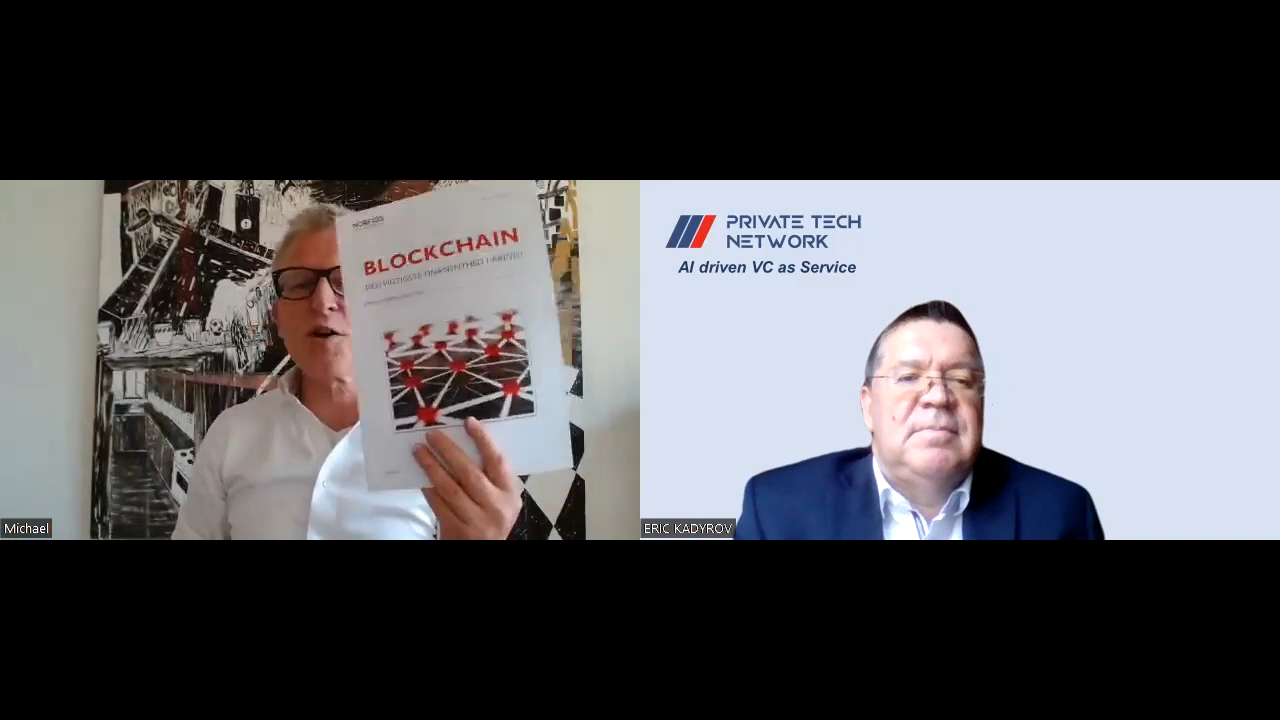 BLOCKCHAIN
PRIVATE TECH
NETWORK
AI driven VC as Service
Michael
ERIC KADYROV